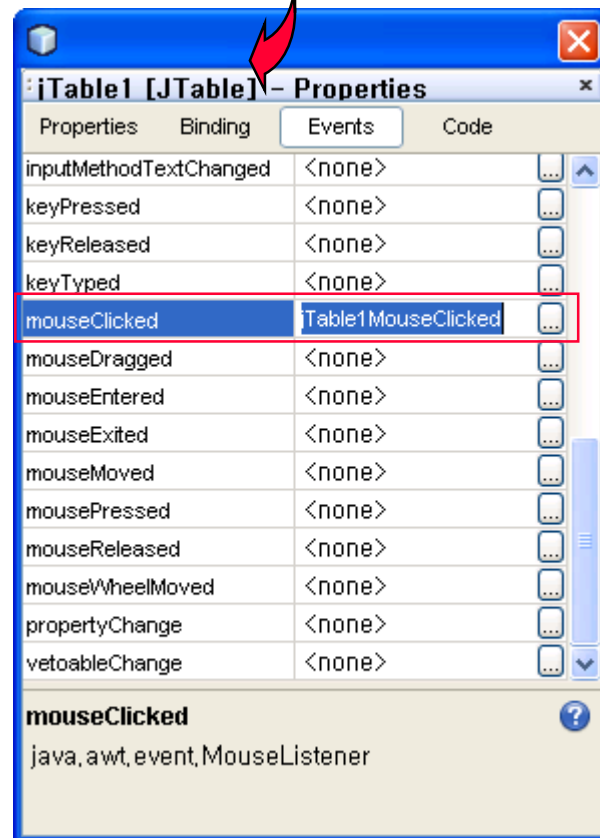 jTable1 [JTable] - Properties
Properties Binding Events Code
inputMethodTextChanged <none> ...
keyPressed <none> ...
keyReleased <none> ...
keyTyped <none> ...
mouseClicked jTable1MouseClicked ...
mouseDragged <none> ...
mouseEntered <none> ...
mouseExited <none> ...
mouseMoved <none> ...
mousePressed <none> ...
mouseReleased <none> ...
mouseWheelMoved <none> ...
propertyChange <none> ...
vetoableChange <none> ...
mouseClicked
java.awt.event.MouseListener